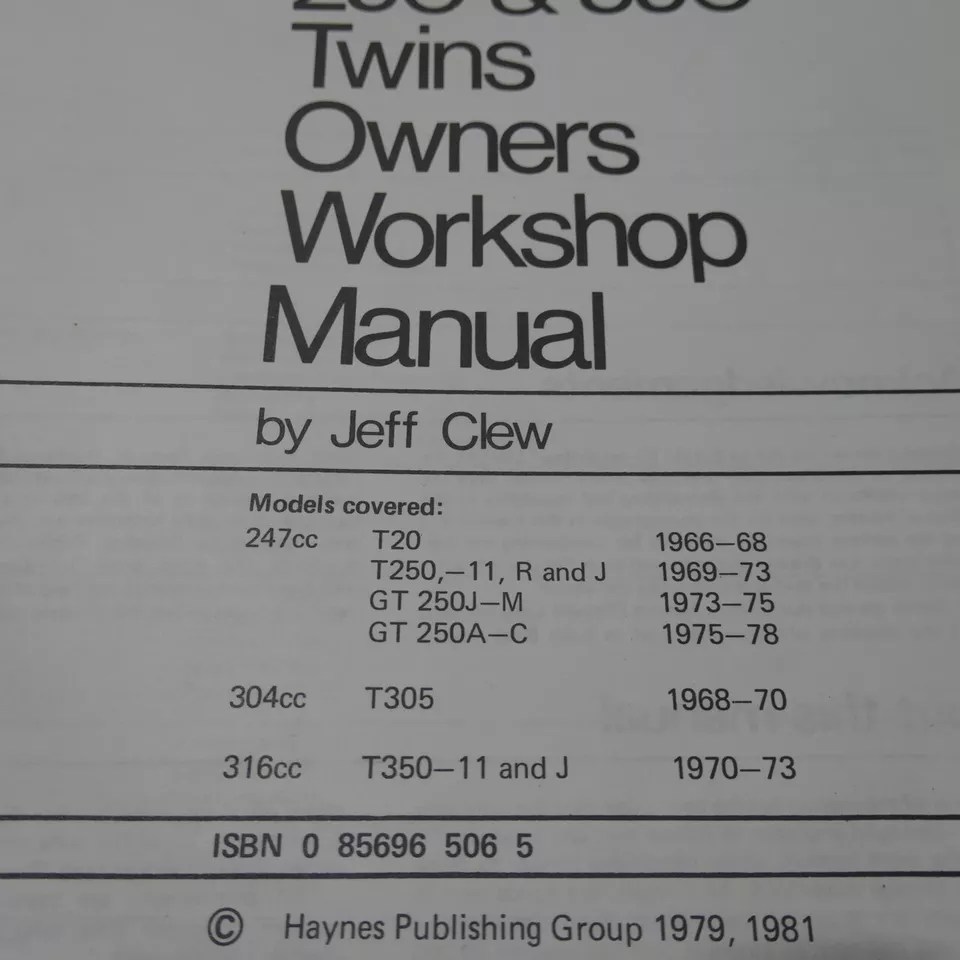 250 & 350
Twins
Owners
Workshop
Manual
by Jeff Clew
Models covered:
247cc T20 1966–68
T250,–11, R and J 1969–73
GT 250J–M 1973–75
GT 250A–C 1975–78
304cc T305 1968–70
316cc T350–11 and J 1970–73
ISBN 0 85696 506 5
© Haynes Publishing Group 1979, 1981